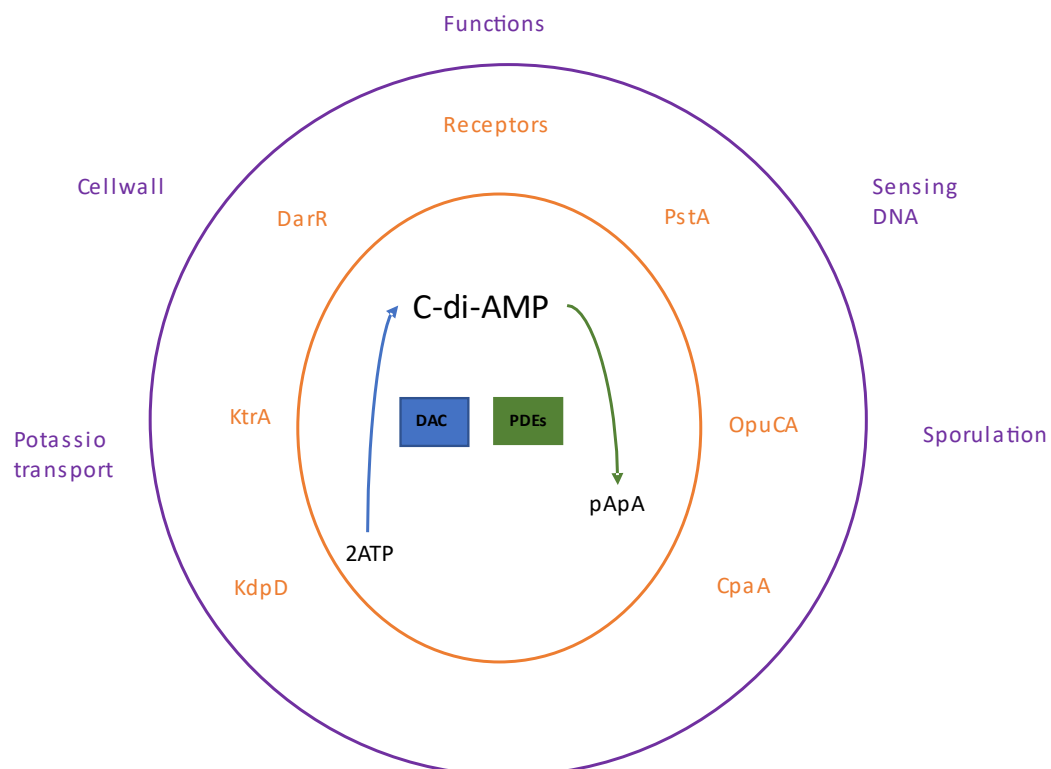 Functions
Receptors
Cellwall
Sensing
DNA
DarR
PstA
C-di-AMP
KtrA
DAC
PDEs
OpuCA
Potassio
transport
Sporulation
pApA
2ATP
KdpD
CpaA